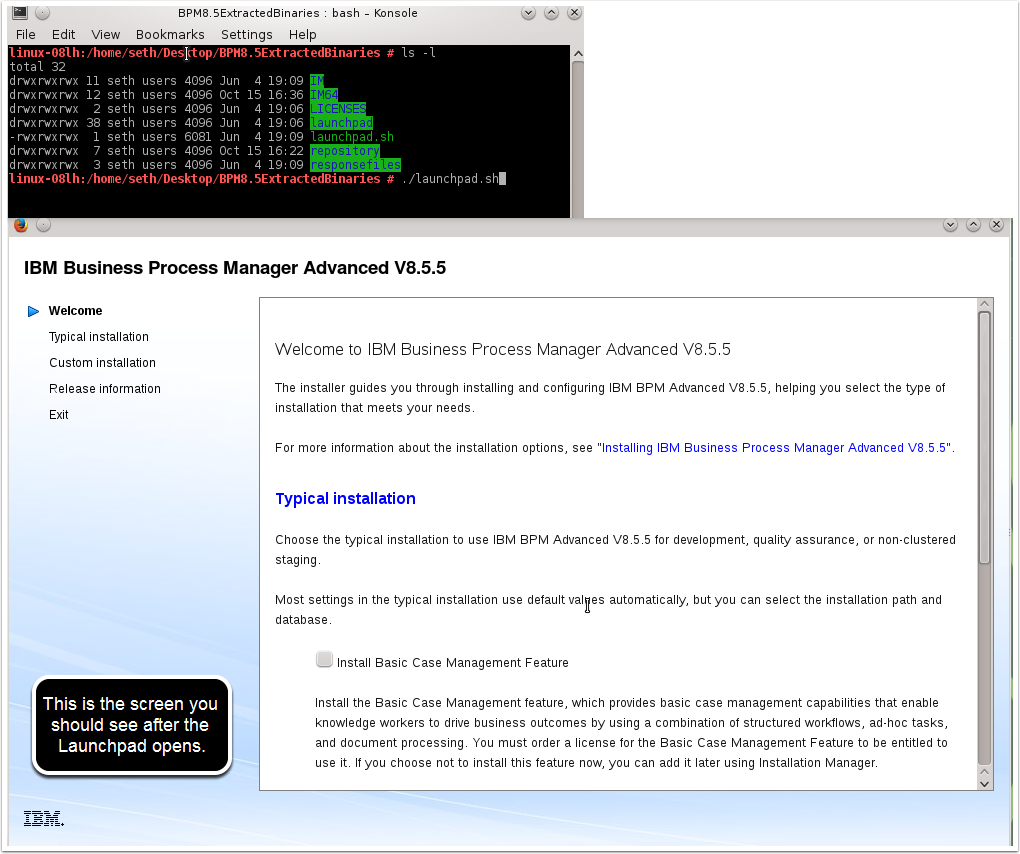 BPM8.5ExtractedBinaries : bash – Konsole
File Edit View Bookmarks Settings Help
linux-08lh:/home/seth/Desktop/BPM8.5ExtractedBinaries # ls -l
total 32
drwxrwxrwx 11 seth users 4096 Jun  4 19:09 IM
drwxrwxrwx 12 seth users 4096 Oct 15 16:36 IM64
drwxrwxrwx  2 seth users 4096 Jun  4 19:06 LICENSES
drwxrwxrwx 38 seth users 4096 Jun  4 19:06 launchpad
-rwxrwxrwx  1 seth users 6081 Jun  4 19:09 launchpad.sh
drwxrwxrwx  7 seth users 4096 Oct 15 16:22 repository
drwxrwxrwx  3 seth users 4096 Jun  4 19:09 responsefiles
linux-08lh:/home/seth/Desktop/BPM8.5ExtractedBinaries # ./launchpad.sh
IBM Business Process Manager Advanced V8.5.5
Welcome
Typical installation
Custom installation
Release information
Exit
Welcome to IBM Business Process Manager Advanced V8.5.5
The installer guides you through installing and configuring IBM BPM Advanced V8.5.5, helping you select the type of
installation that meets your needs.
For more information about the installation options, see "Installing IBM Business Process Manager Advanced V8.5.5".
Typical installation
Choose the typical installation to use IBM BPM Advanced V8.5.5 for development, quality assurance, or non-clustered
staging.
Most settings in the typical installation use default values automatically, but you can select the installation path and
database.
Install Basic Case Management Feature
Install the Basic Case Management feature, which provides basic case management capabilities that enable
knowledge workers to drive business outcomes by using a combination of structured workflows, ad-hoc tasks,
and document processing. You must order a license for the Basic Case Management Feature to be entitled to
use it. If you choose not to install this feature now, you can add it later using Installation Manager.
This is the screen you
should see after the
Launchpad opens.
IBM.